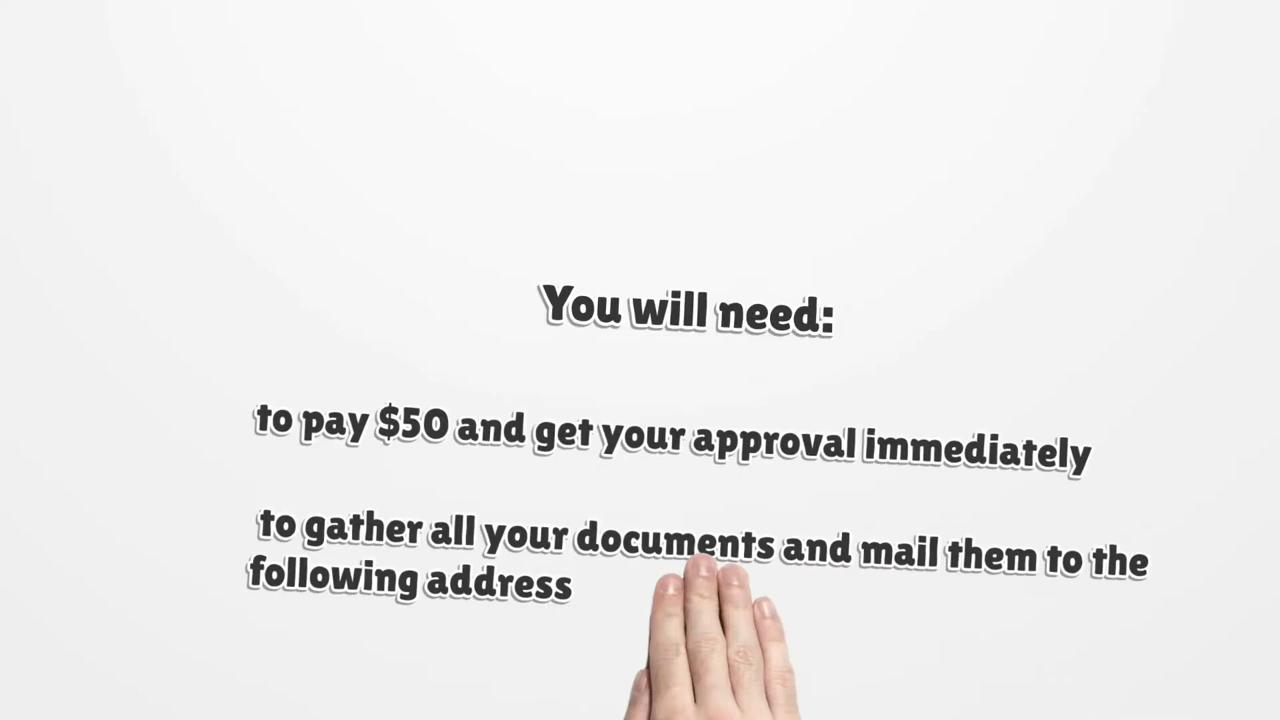 You will need:
to pay $50 and get your approval immediately
to gather all your documents and mail them to the
following address